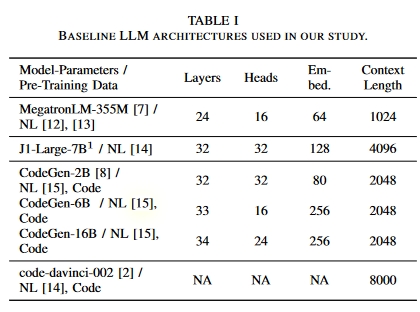 TABLE I
BASELINE LLM ARCHITECTURES USED IN OUR STUDY.
Model-Parameters / Pre-Training Data Layers Heads Em-bed. Context Length
MegatronLM-355M [7] / NL [12], [13] 24 16 64 1024
J1-Large-7B¹ / NL [14] 32 32 128 4096
CodeGen-2B [8] / NL [15], Code 32 32 80 2048
CodeGen-6B / NL [15], Code 33 16 256 2048
CodeGen-16B / NL [15], Code 34 24 256 2048
code-davinci-002 [2] / NL [14], Code NA NA NA 8000